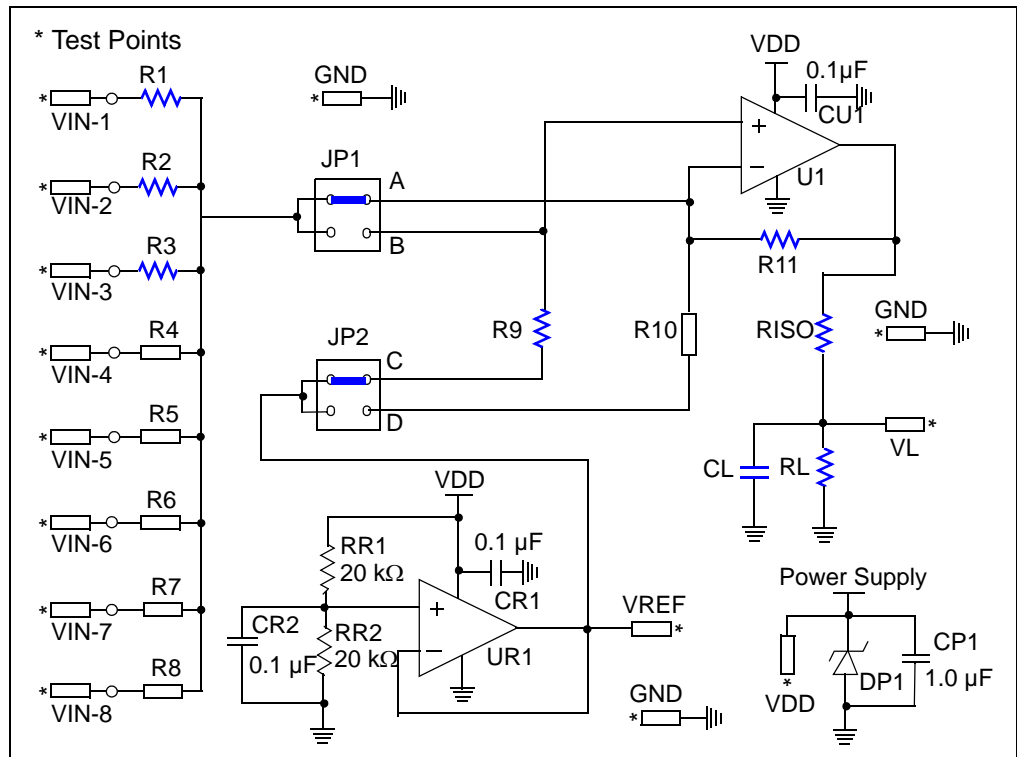 * Test Points
R1
* VIN-1
GND
*
R2
* VIN-2
R3
* VIN-3
R4
* VIN-4
R5
* VIN-5
R6
* VIN-6
R7
* VIN-7
R8
* VIN-8
JP1
A
B
JP2
C
D
R9
R10
R11
VDD
0.1µF
CU1
+
−
U1
RISO
GND
*
VL
*
CL
RL
VDD
0.1 µF
CR1
RR1
20 kΩ
CR2
0.1 µF
RR2
20 kΩ
+
−
UR1
VREF
*
GND
*
Power Supply
*
VDD
DP1
CP1
1.0 µF